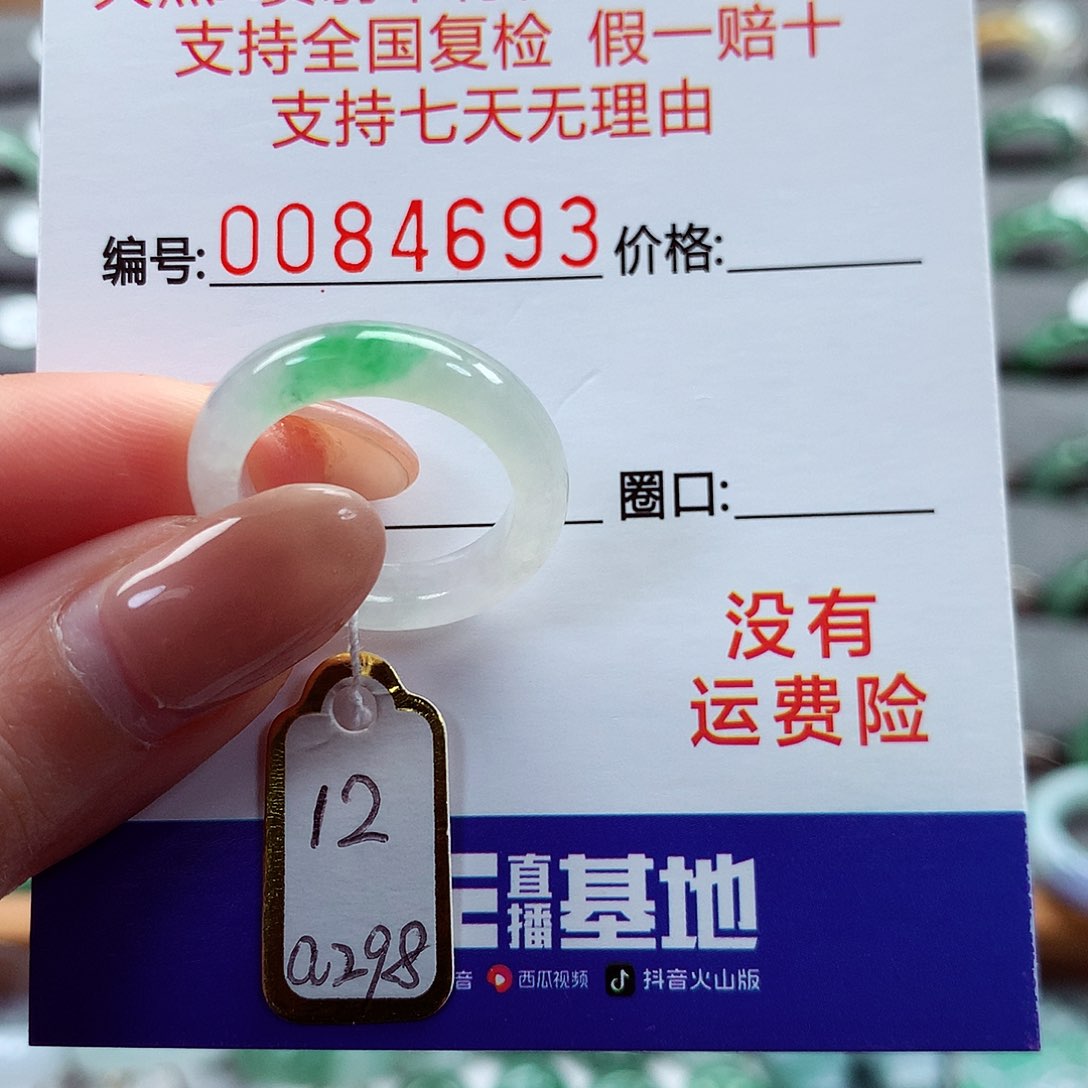 支持全国复检 假一赔十
支持七天无理由
编号: 0084693 价格:
圈口:
没有
运费险
12
a298
直播基地
音 西瓜视频 抖音火山版